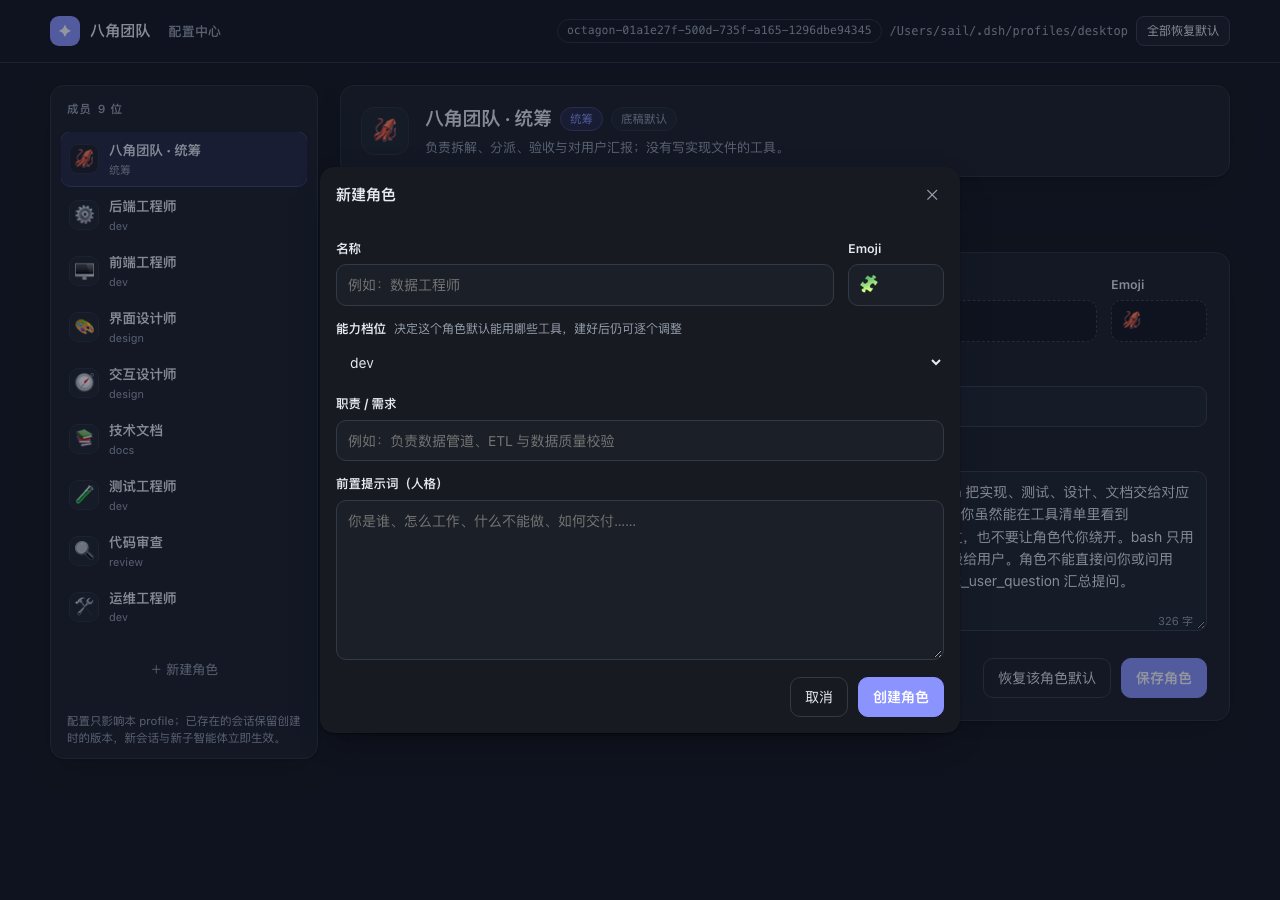 八角团队 配置中心
octagon-01a1e27f-500d-735f-a165-1296dbe94345 /Users/sail/.dsh/profiles/desktop 全部恢复默认
成员 9 位
八角团队 · 统筹
统筹
后端工程师
dev
前端工程师
dev
界面设计师
design
交互设计师
design
技术文档
docs
测试工程师
dev
代码审查
review
运维工程师
dev
+ 新建角色
配置只影响本 profile；已存在的会话保留创建
时的版本，新会话与新子智能体立即生效。
八角团队 · 统筹 统筹 底稿默认
负责拆解、分派、验收与对用户汇报；没有写实现文件的工具。
新建角色
名称
例如：数据工程师
Emoji
能力档位 决定这个角色默认能用哪些工具，建好后仍可逐个调整
dev
职责 / 需求
例如：负责数据管道、ETL 与数据质量校验
前置提示词（人格）
你是谁、怎么工作、什么不能做、如何交付……
取消 创建角色
Emoji
把实现、测试、设计、文档交给对应
你虽然能在工具清单里看到
，也不要让角色代你绕开。bash 只用
给用户。角色不能直接问你或问用
_user_question 汇总提问。
326 字
恢复该角色默认 保存角色